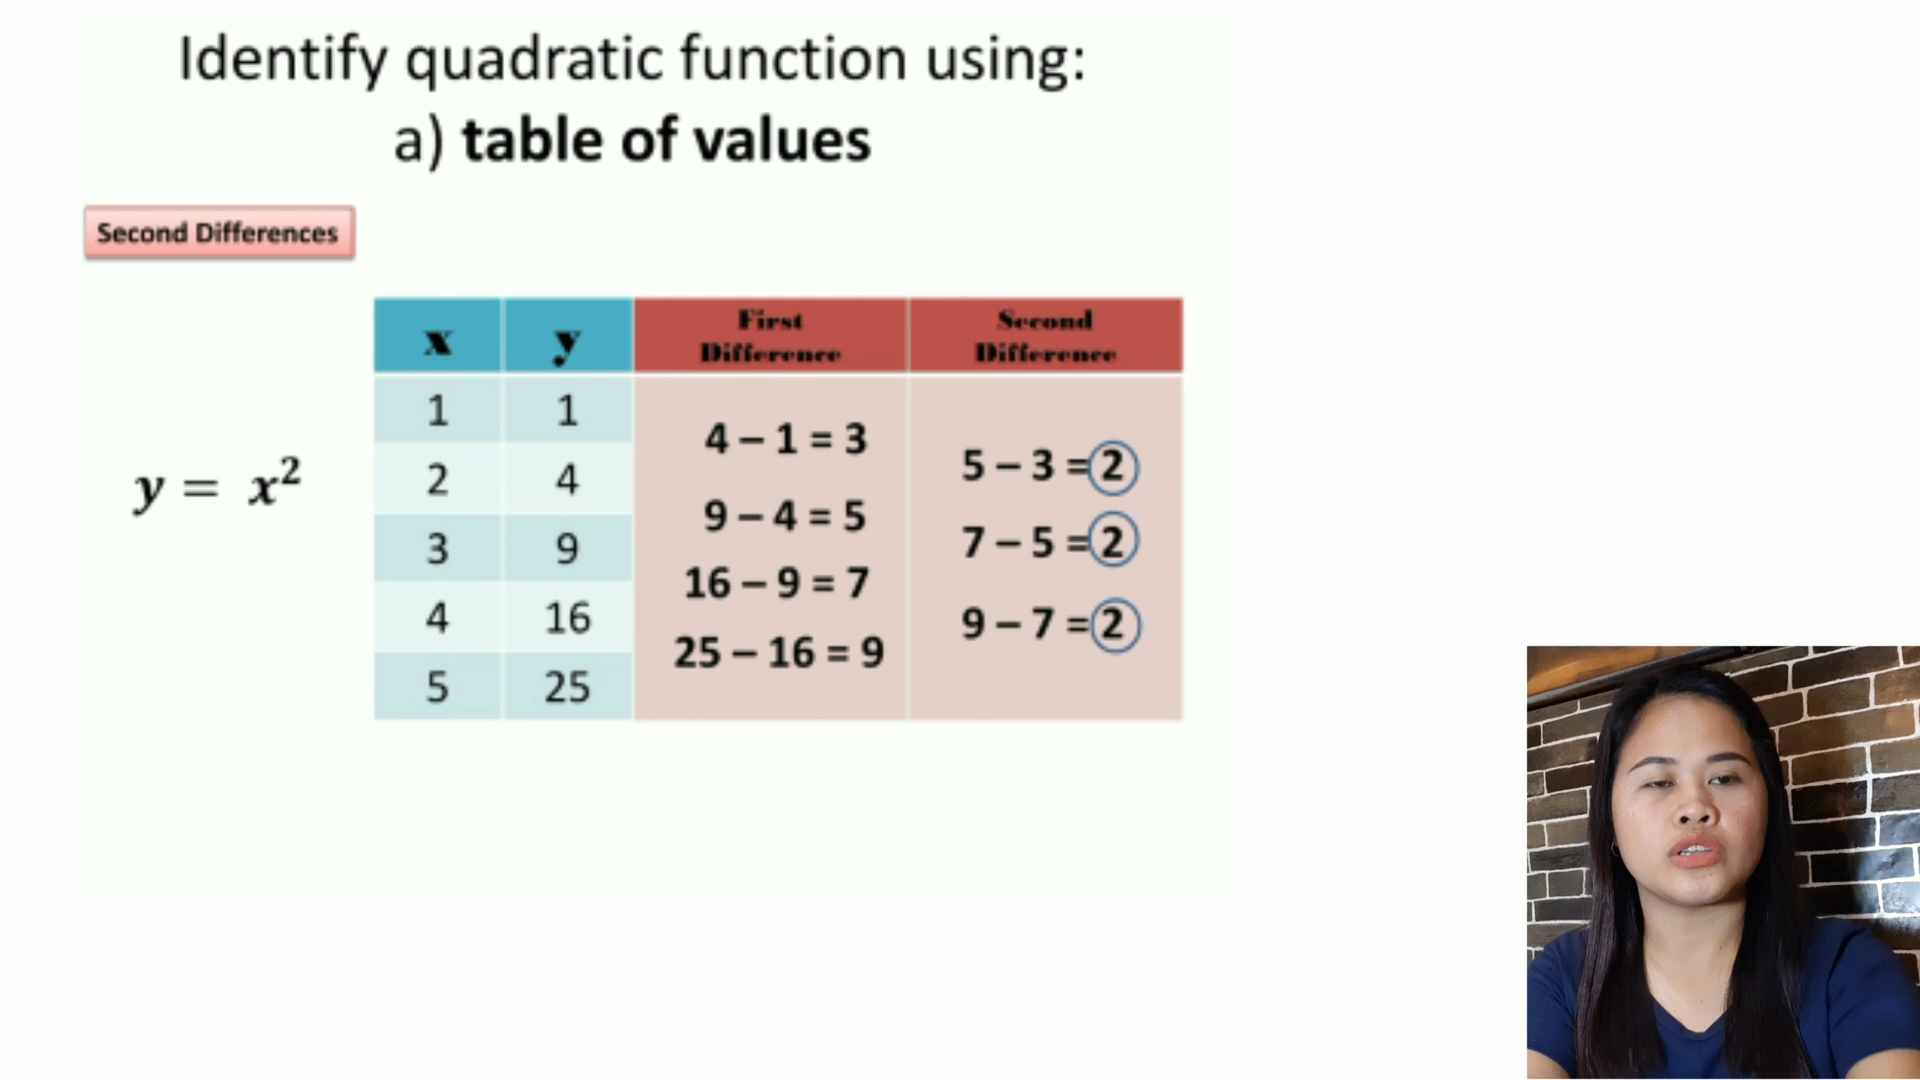 Identify quadratic function using:
a) table of values
Second Differences
x y First Difference Second Difference
1 1
4 – 1 = 3
5 – 3 = 2
2 4
9 – 4 = 5
y = x²
7 – 5 = 2
3 9
16 – 9 = 7
4 16
9 – 7 = 2
25 – 16 = 9
5 25